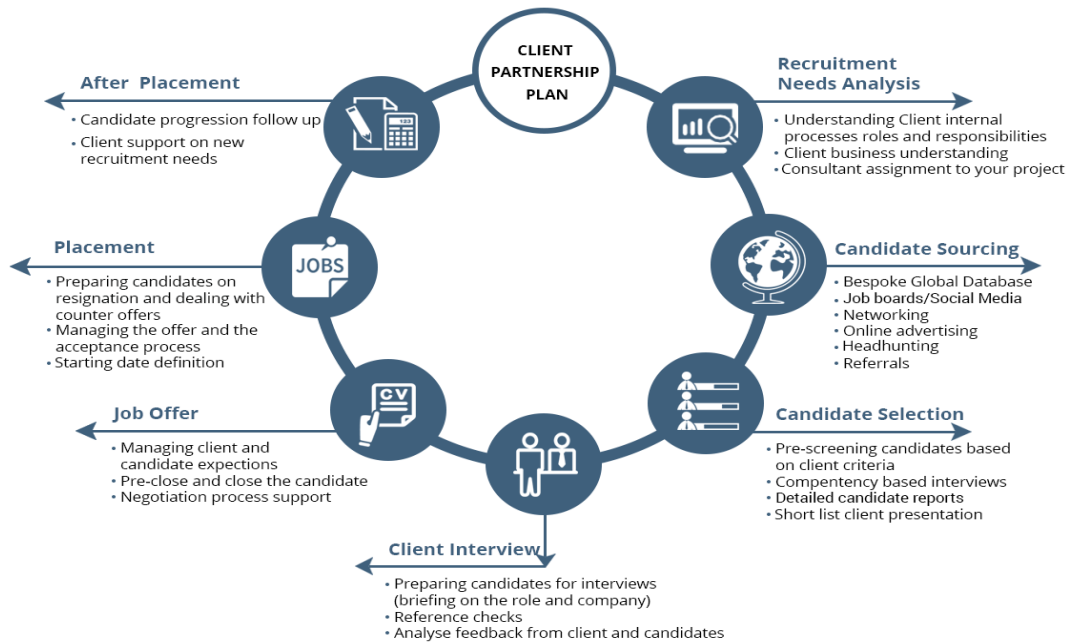 CLIENT
PARTNERSHIP
PLAN
Recruitment
Needs Analysis
• Understanding Client internal
processes roles and responsibilities
• Client business understanding
• Consultant assignment to your project
Candidate Sourcing
• Bespoke Global Database
• Job boards/Social Media
• Networking
• Online advertising
• Headhunting
• Referrals
Candidate Selection
• Pre-screening candidates based
on client criteria
• Compentency based interviews
• Detailed candidate reports
• Short list client presentation
Client Interview
• Preparing candidates for interviews
(briefing on the role and company)
• Reference checks
• Analyse feedback from client and candidates
CV
Job Offer
• Managing client and
candidate expections
• Pre-close and close the candidate
• Negotiation process support
JOBS
Placement
• Preparing candidates on
resignation and dealing with
counter offers
• Managing the offer and the
acceptance process
• Starting date definition
123
After Placement
• Candidate progression follow up
• Client support on new
recruitment needs